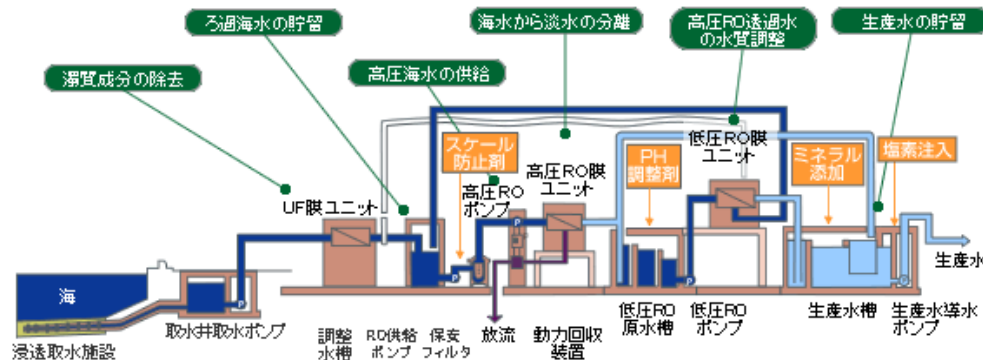 ろ過海水の貯留
海水から淡水の分離
高圧RO透過水
の水質調整
生産水の貯留
濁質成分の除去
高圧海水の供給
スケール
防止剤
低圧RO膜
ユニット
PH
調整剤
ミネラル
添加
塩素注入
高圧RO膜
ユニット
高圧RO
ポンプ
UF膜ユニット
P
P
P
P
P
生産水
海
取水井取水ポンプ
浸透取水施設
調整
水槽
RO供給
ポンプ
保安
フィルタ
放流
動力回収
装置
低圧RO
原水槽
低圧RO
ポンプ
生産水槽
生産水導水
ポンプ